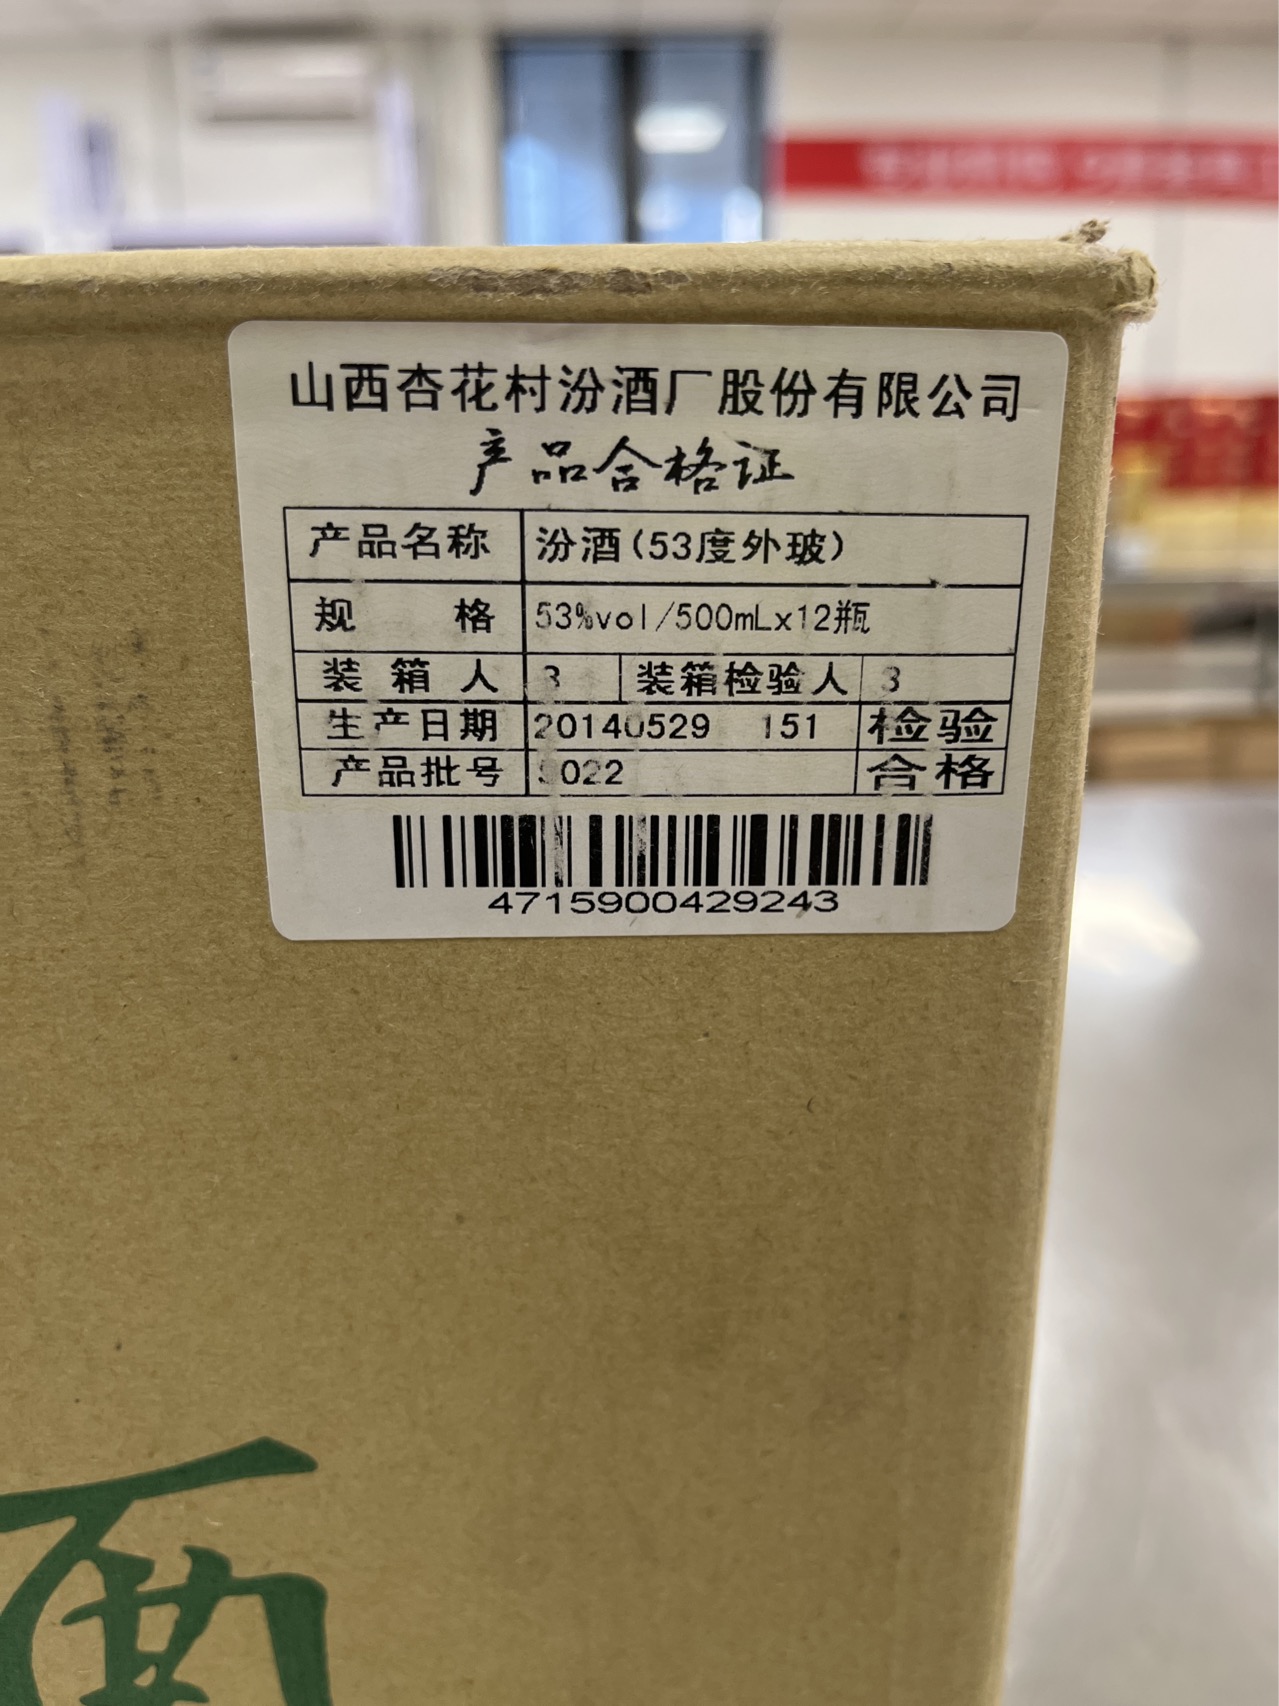 山西杏花村汾酒厂股份有限公司
产品合格证
产品名称 汾酒(53度外玻)
规 格 53%vol/500mLx12瓶
装 箱 人 3 装箱检验人 3
生产日期 20140529 151 检验
产品批号 合格
4715900429243